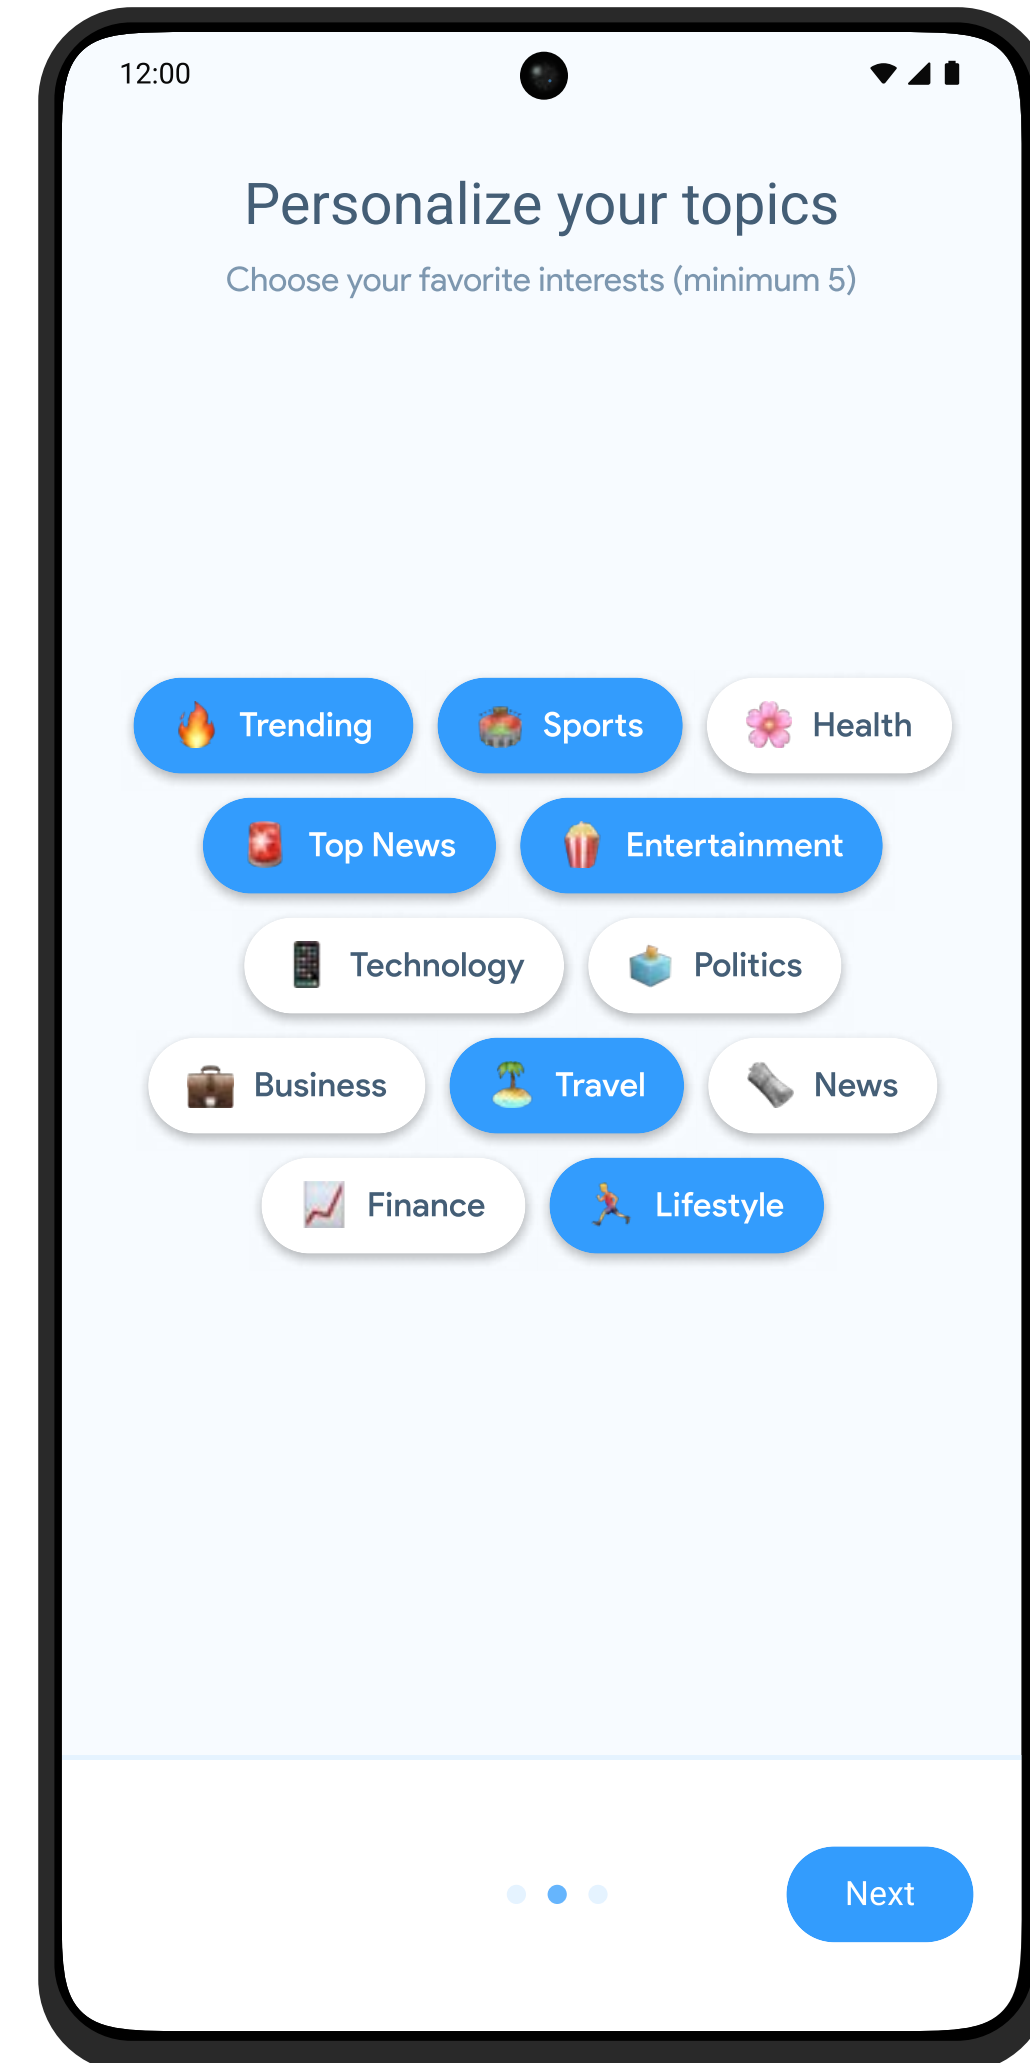 12:00
Personalize your topics
Choose your favorite interests (minimum 5)
Trending Sports Health
Top News Entertainment
Technology Politics
Business Travel News
Finance Lifestyle
Next